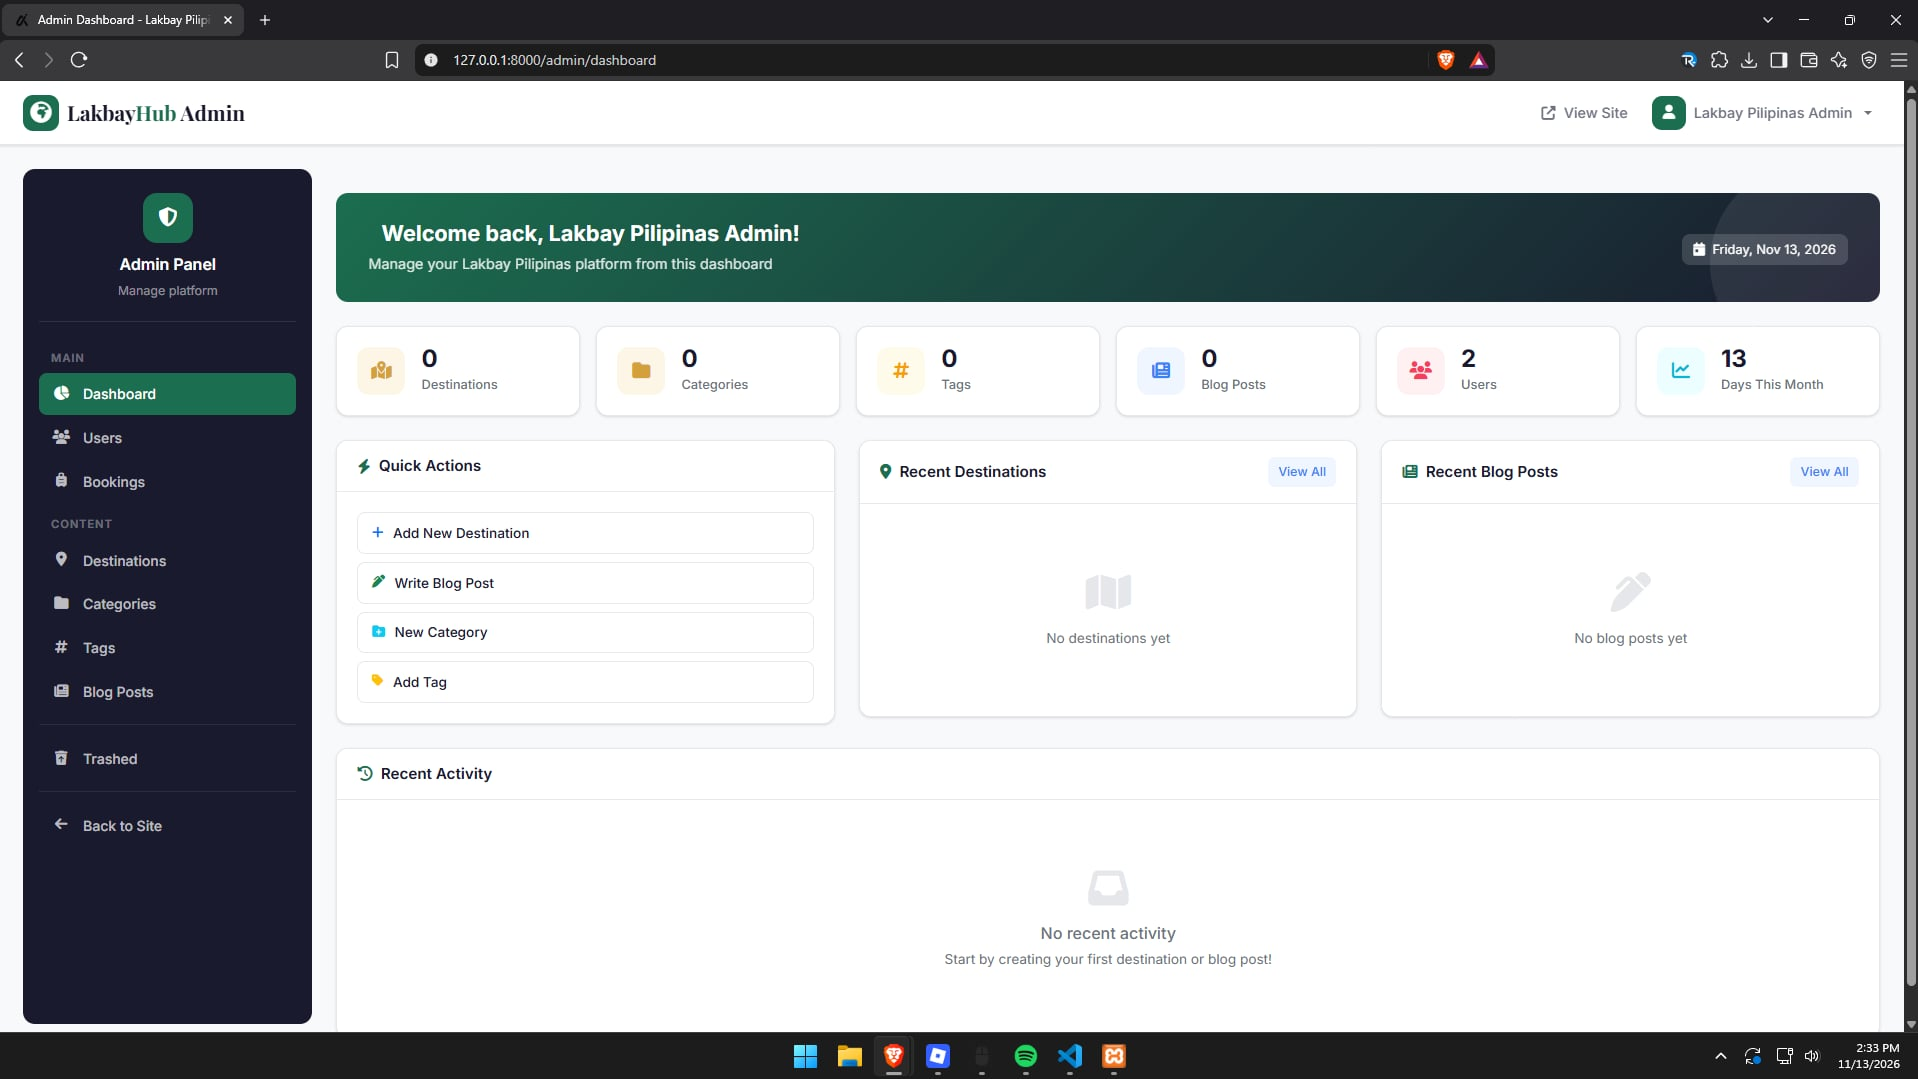 Admin Dashboard - Lakbay Pilip
127.0.0.1:8000/admin/dashboard
LakbayHub Admin
View Site
Lakbay Pilipinas Admin
Admin Panel
Manage platform
MAIN
Dashboard
Users
Bookings
CONTENT
Destinations
Categories
Tags
Blog Posts
Trashed
Back to Site
Welcome back, Lakbay Pilipinas Admin!
Manage your Lakbay Pilipinas platform from this dashboard
Friday, Nov 13, 2026
0
Destinations
0
Categories
0
Tags
0
Blog Posts
2
Users
13
Days This Month
Quick Actions
Add New Destination
Write Blog Post
New Category
Add Tag
Recent Destinations
View All
No destinations yet
Recent Blog Posts
View All
No blog posts yet
Recent Activity
No recent activity
Start by creating your first destination or blog post!
2:33 PM
11/13/2026